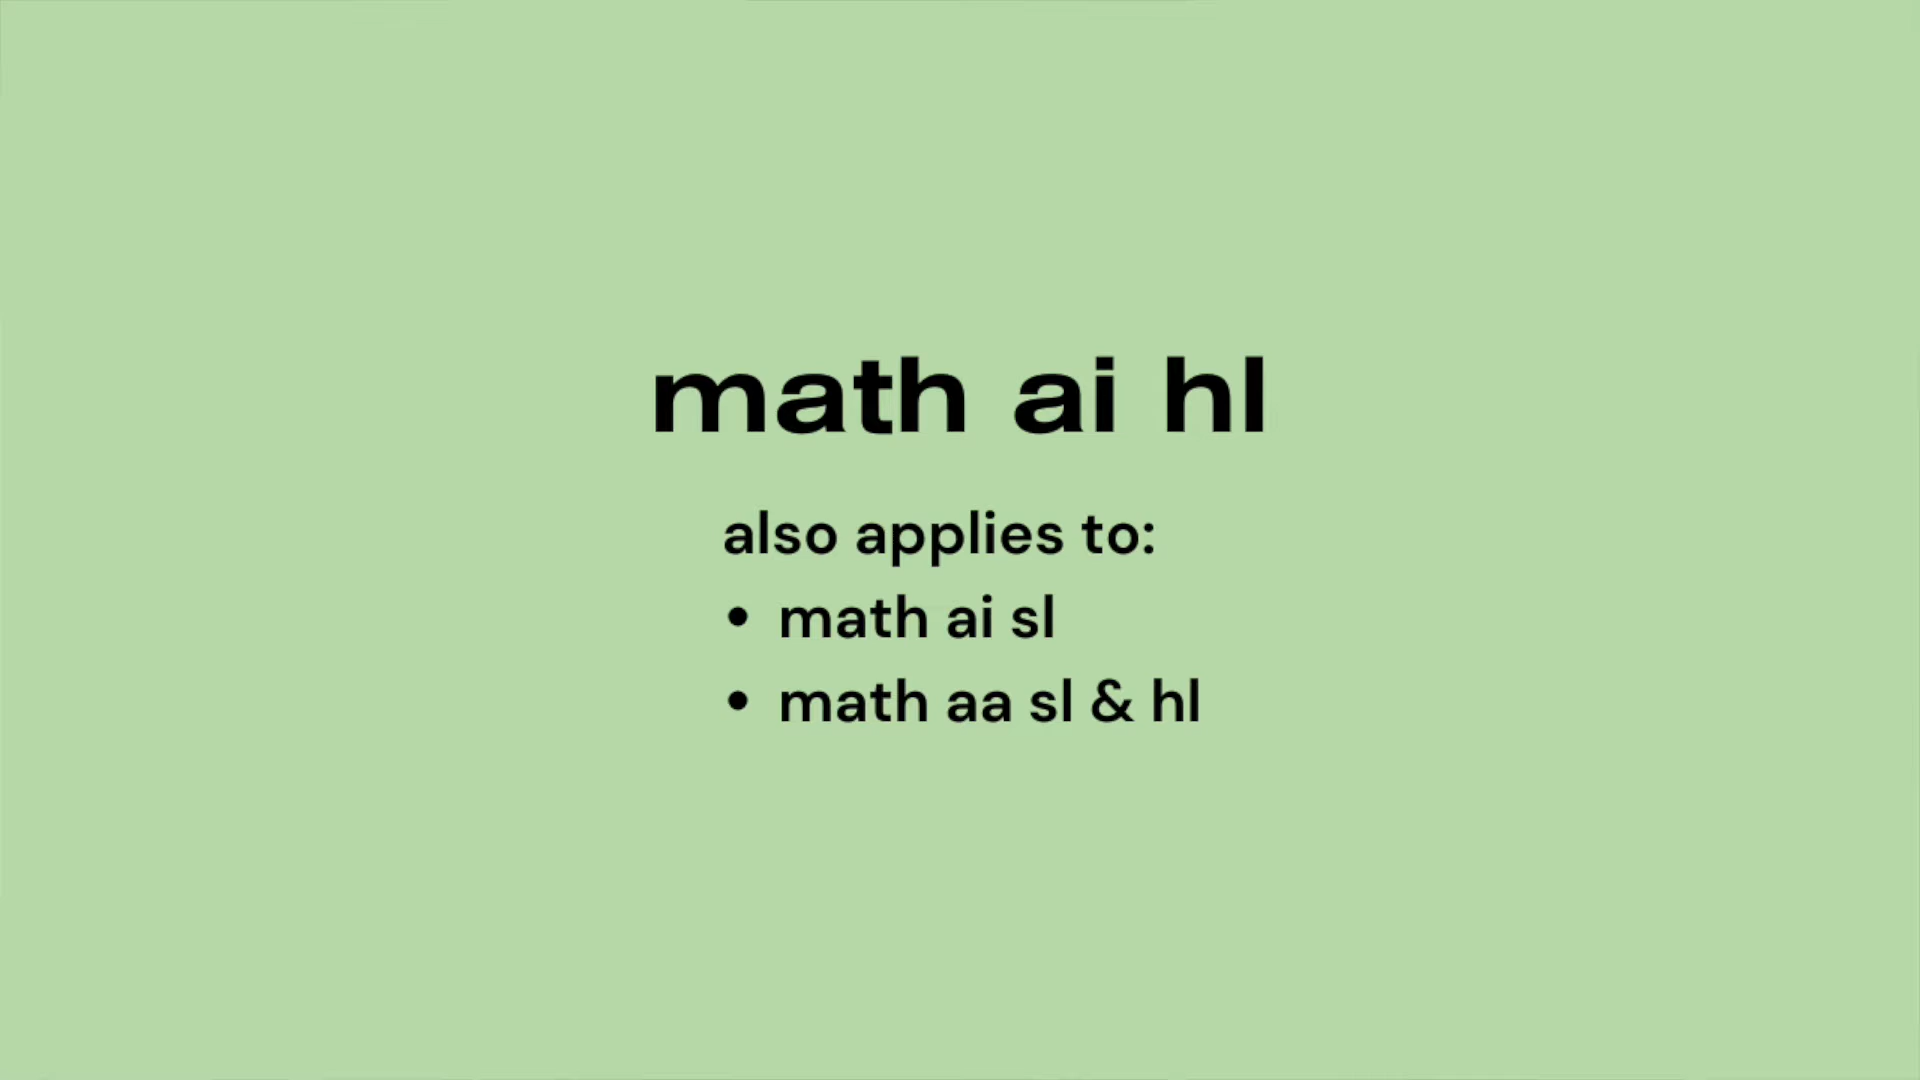 math ai hl
also applies to:
• math ai sl
• math aa sl & hl